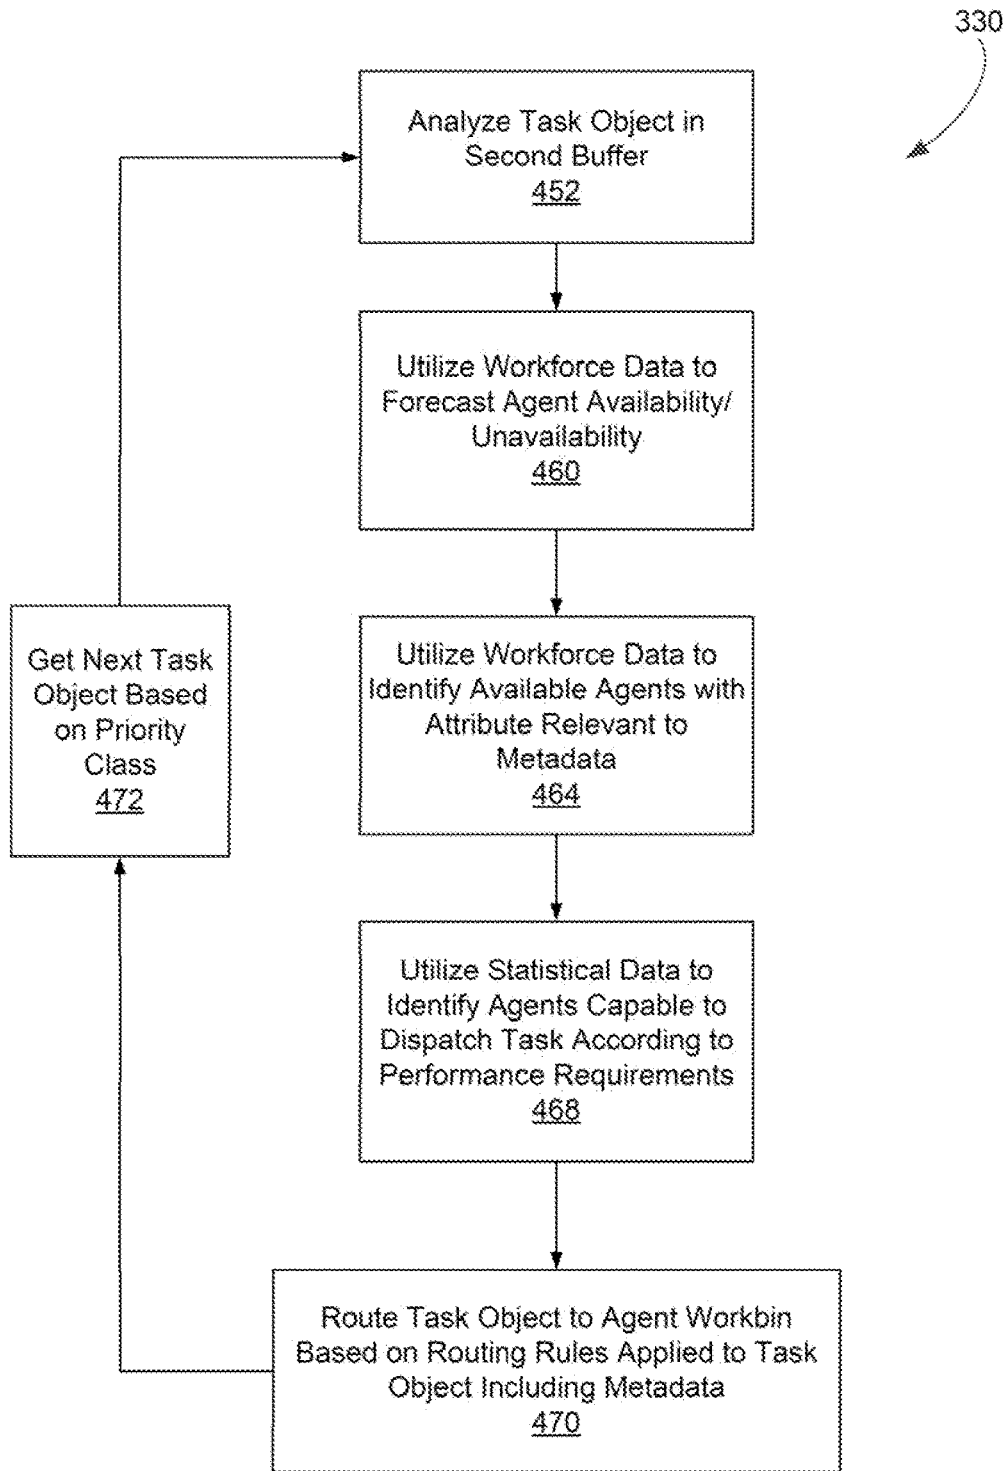 330
Analyze Task Object in
Second Buffer
452
Utilize Workforce Data to
Forecast Agent Availability/
Unavailability
460
Utilize Workforce Data to
Identify Available Agents with
Attribute Relevant to
Metadata
464
Get Next Task
Object Based
on Priority
Class
472
Utilize Statistical Data to
Identify Agents Capable to
Dispatch Task According to
Performance Requirements
468
Route Task Object to Agent Workbin
Based on Routing Rules Applied to Task
Object Including Metadata
470